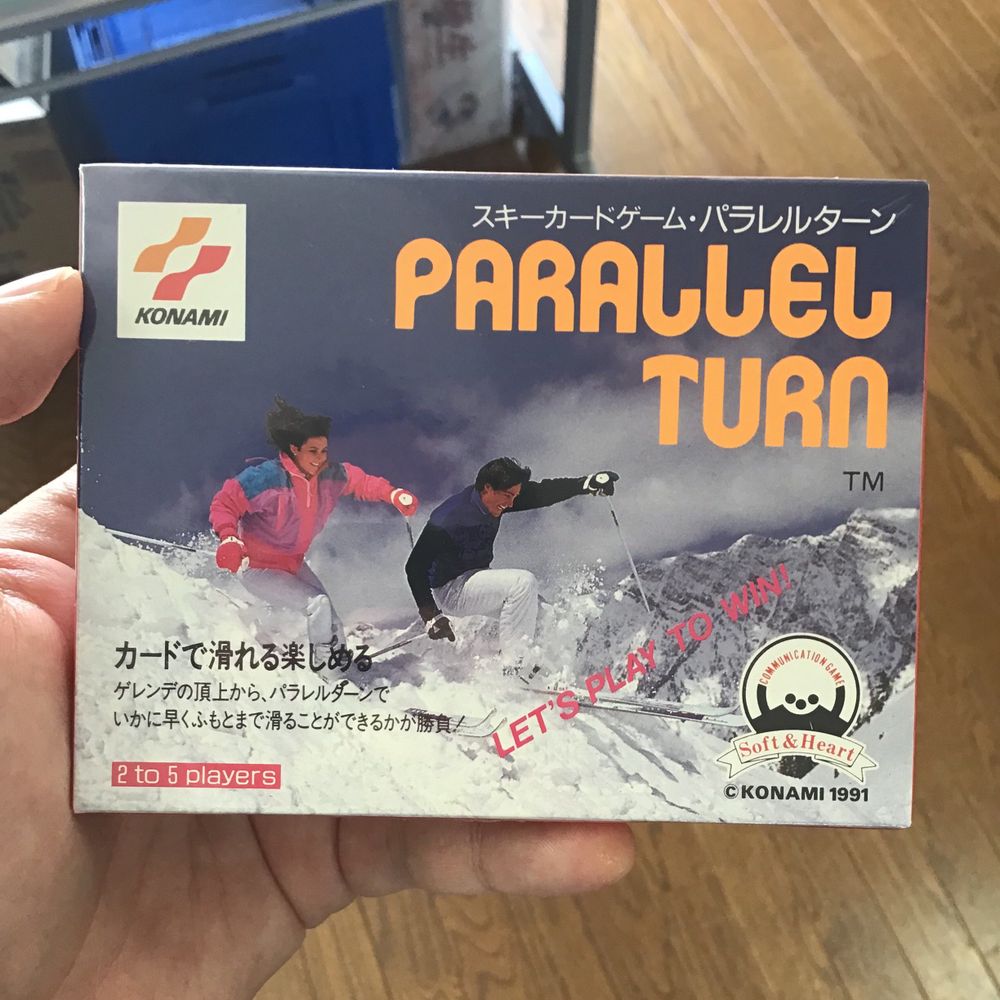 KONAMI
スキーカードゲーム・パラレルターン
PARALLEL
TURN
TM
カードで滑れる楽しめる
ゲレンデの頂上から、パラレルターンで
いかに早くふもとまで滑ることができるかが勝負!
2 to 5 players
LET'S PLAY TO WIN!
COMMUNICATION GAME
Soft & Heart
©KONAMI 1991